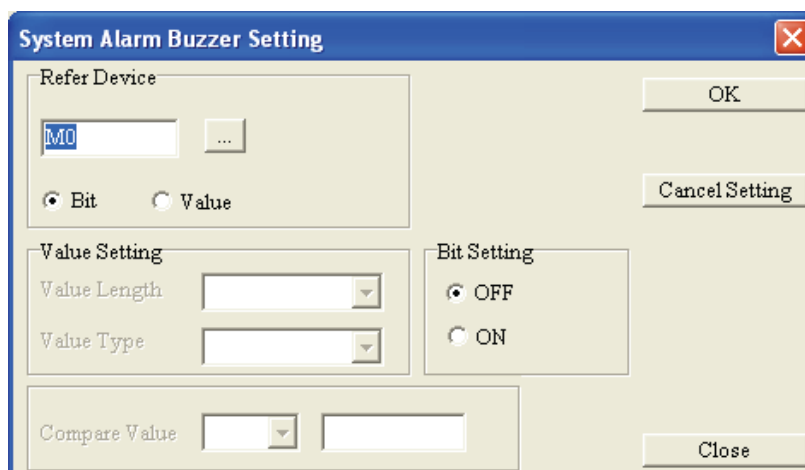 System Alarm Buzzer Setting
Refer Device
OK
M0
...
Cancel Setting
Bit
Value
Value Setting
Bit Setting
Value Length
OFF
Value Type
ON
Compare Value
Close